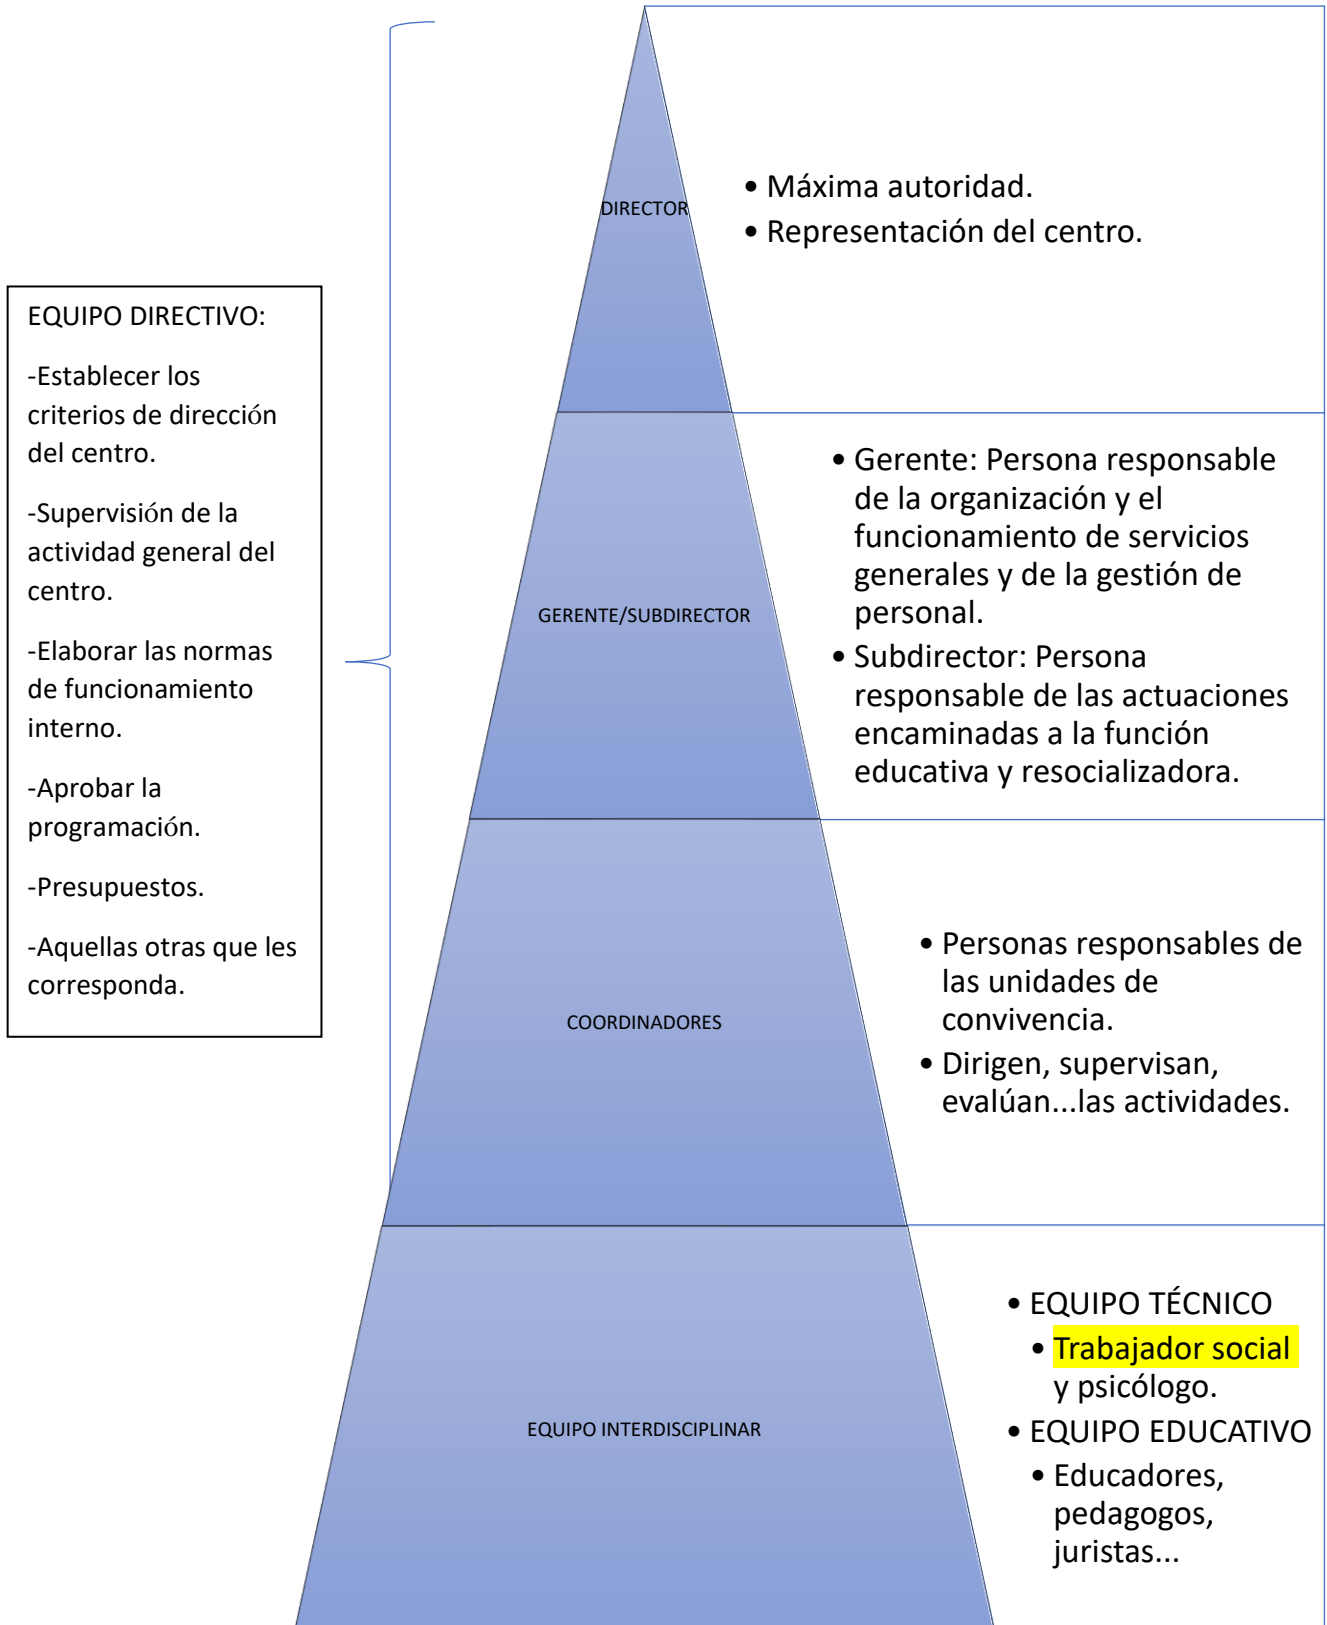 EQUIPO DIRECTIVO:
-Establecer los
criterios de dirección
del centro.
-Supervisión de la
actividad general del
centro.
-Elaborar las normas
de funcionamiento
interno.
-Aprobar la
programación.
-Presupuestos.
-Aquellas otras que les
corresponda.
DIRECTOR
• Máxima autoridad.
• Representación del centro.
GERENTE/SUBDIRECTOR
• Gerente: Persona responsable
de la organización y el
funcionamiento de servicios
generales y de la gestión de
personal.
• Subdirector: Persona
responsable de las actuaciones
encaminadas a la función
educativa y resocializadora.
COORDINADORES
• Personas responsables de
las unidades de
convivencia.
• Dirigen, supervisan,
evalúan...las actividades.
EQUIPO INTERDISCIPLINAR
• EQUIPO TÉCNICO
• Trabajador social
y psicólogo.
• EQUIPO EDUCATIVO
• Educadores,
pedagogos,
juristas...